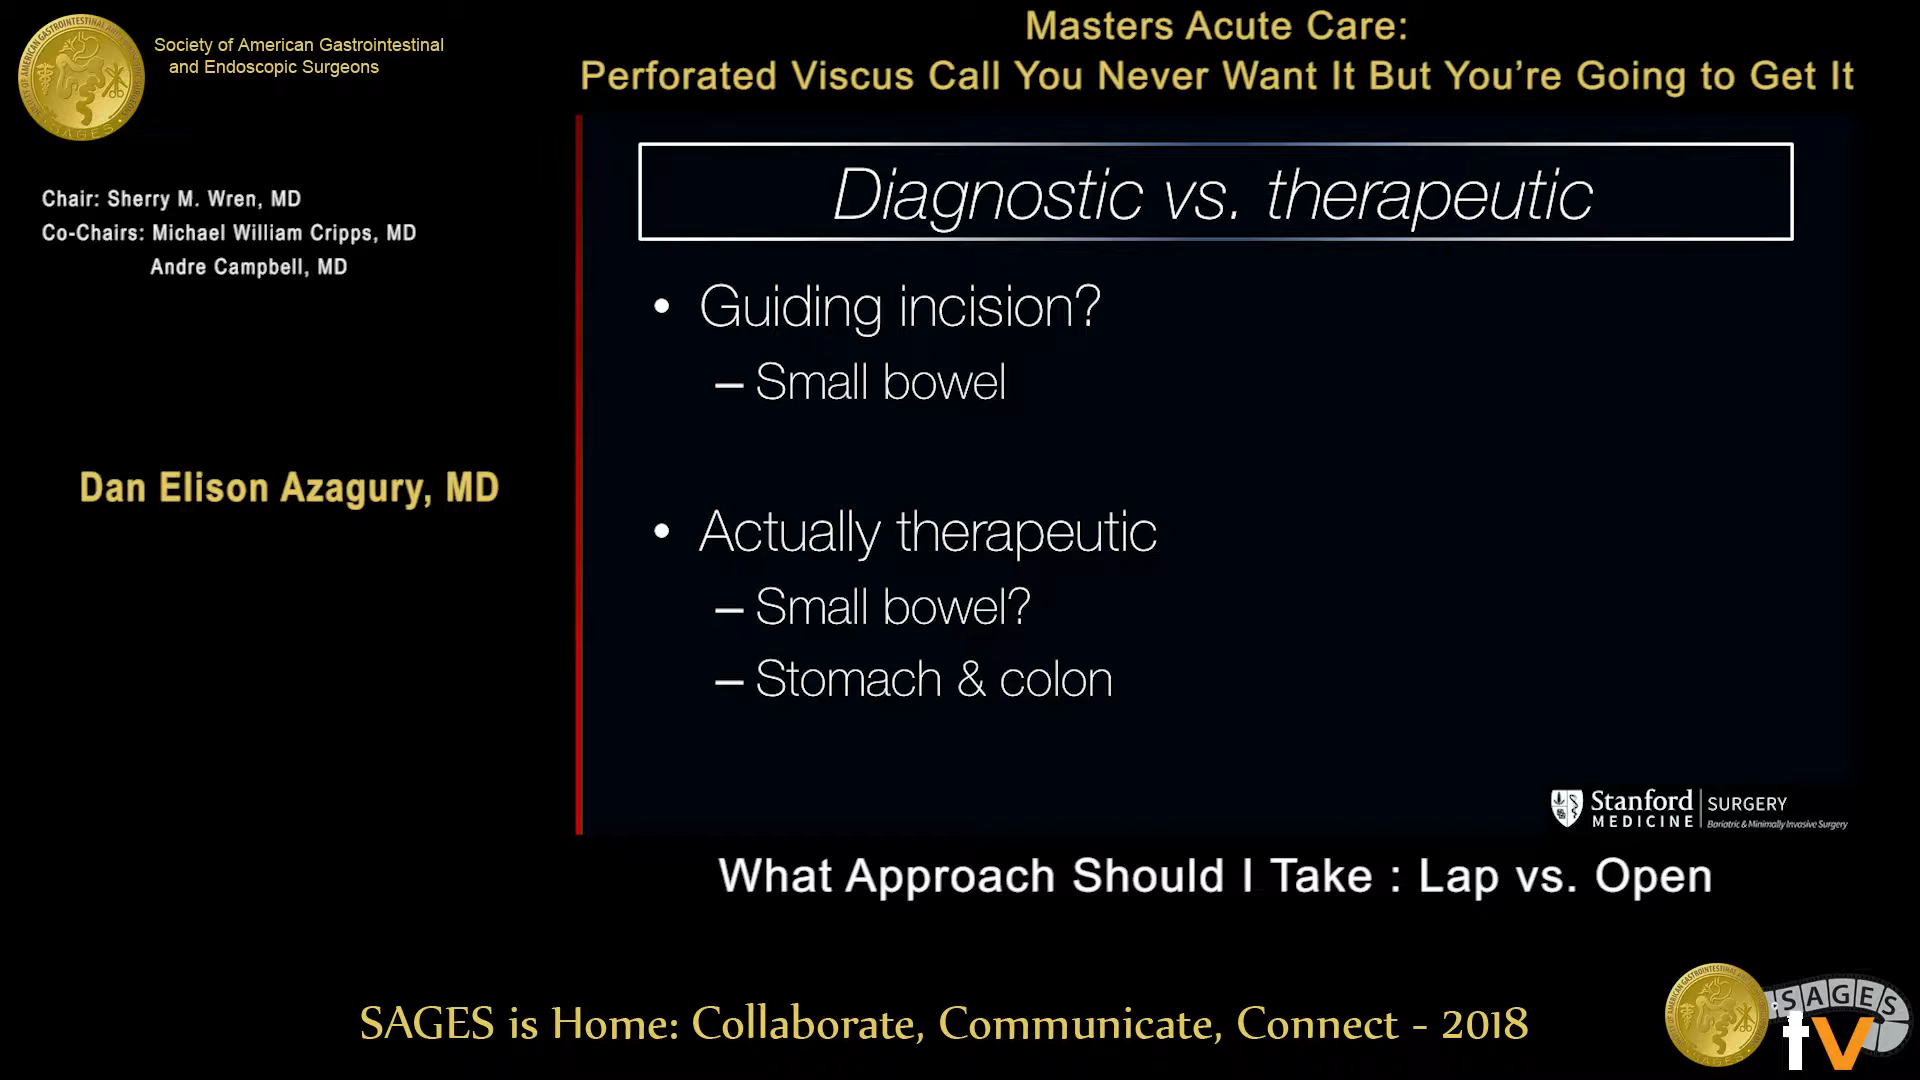 Society of American Gastrointestinal
and Endoscopic Surgeons
Masters Acute Care:
Perforated Viscus Call You Never Want It But You're Going to Get It
Chair: Sherry M. Wren, MD
Co-Chairs: Michael William Cripps, MD
Andre Campbell, MD
Dan Elison Azagury, MD
Diagnostic vs. therapeutic
• Guiding incision?
– Small bowel
• Actually therapeutic
– Small bowel?
– Stomach & colon
Stanford MEDICINE
SURGERY
Bariatric & Minimally Invasive Surgery
What Approach Should I Take : Lap vs. Open
SAGES is Home: Collaborate, Communicate, Connect - 2018
SAGES
tv